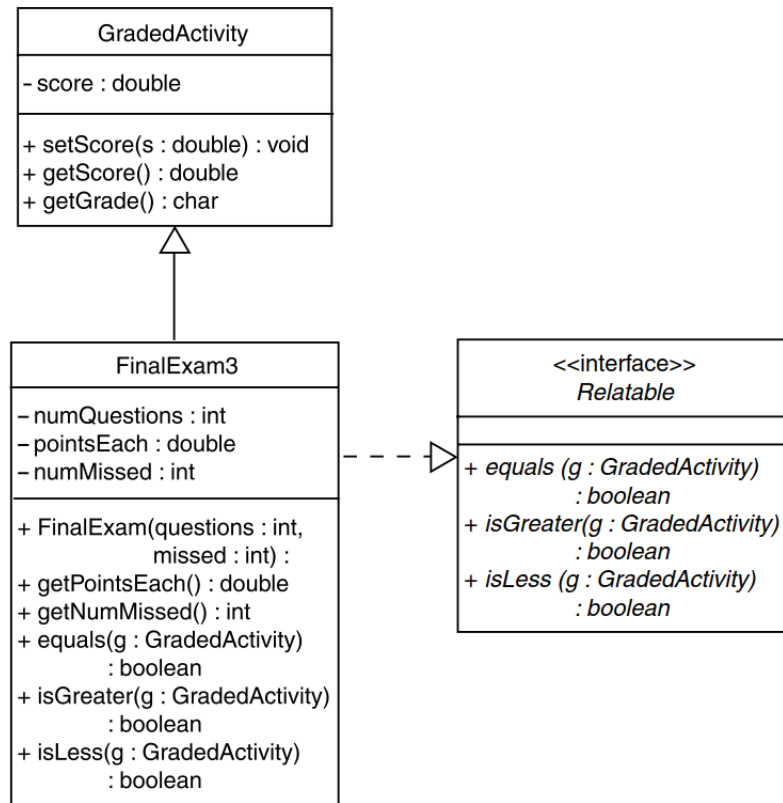 GradedActivity
– score : double
+ setScore(s : double) : void
+ getScore() : double
+ getGrade() : char
FinalExam3
– numQuestions : int
– pointsEach : double
– numMissed : int
+ FinalExam(questions : int,
missed : int) :
+ getPointsEach() : double
+ getNumMissed() : int
+ equals(g : GradedActivity)
: boolean
+ isGreater(g : GradedActivity)
: boolean
+ isLess(g : GradedActivity)
: boolean
<<interface>>
Relatable
+ equals (g : GradedActivity)
: boolean
+ isGreater(g : GradedActivity)
: boolean
+ isLess (g : GradedActivity)
: boolean